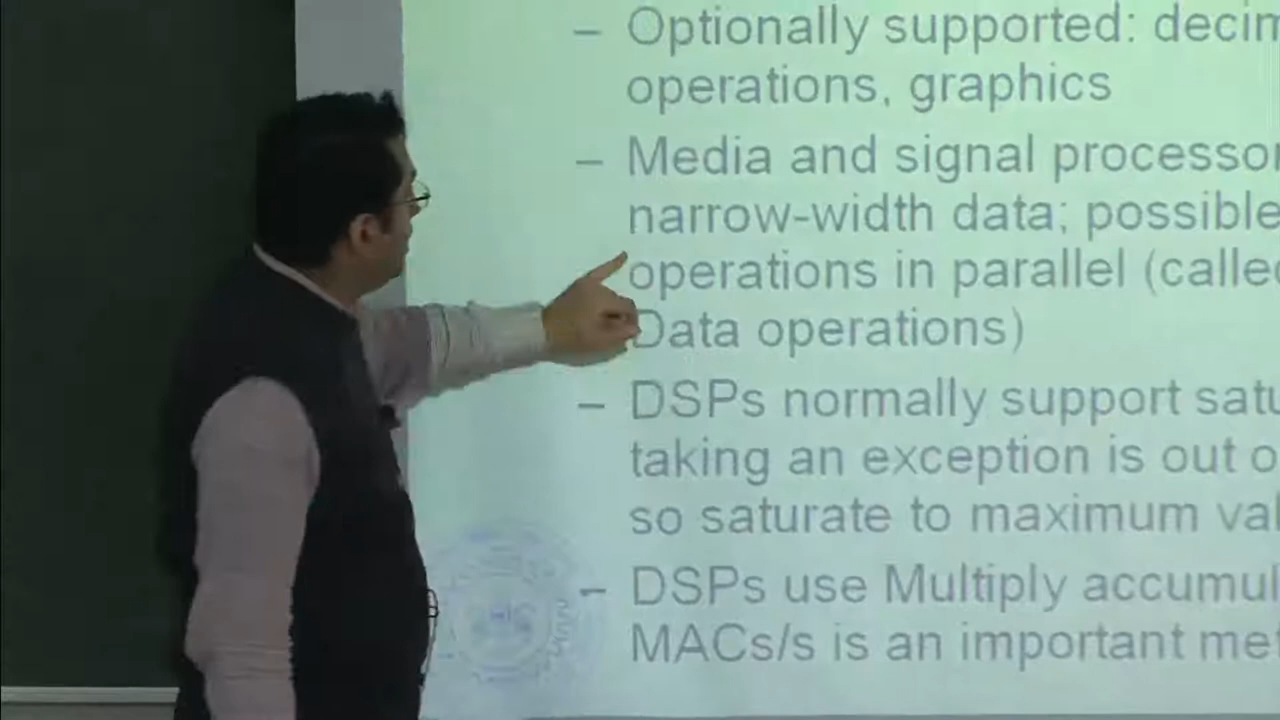 – Optionally supported: decim
operations, graphics
– Media and signal processo
narrow-width data; possible
operations in parallel (calle
Data operations)
– DSPs normally support satu
taking an exception is out o
so saturate to maximum val
– DSPs use Multiply accumul
MACs/s is an important me